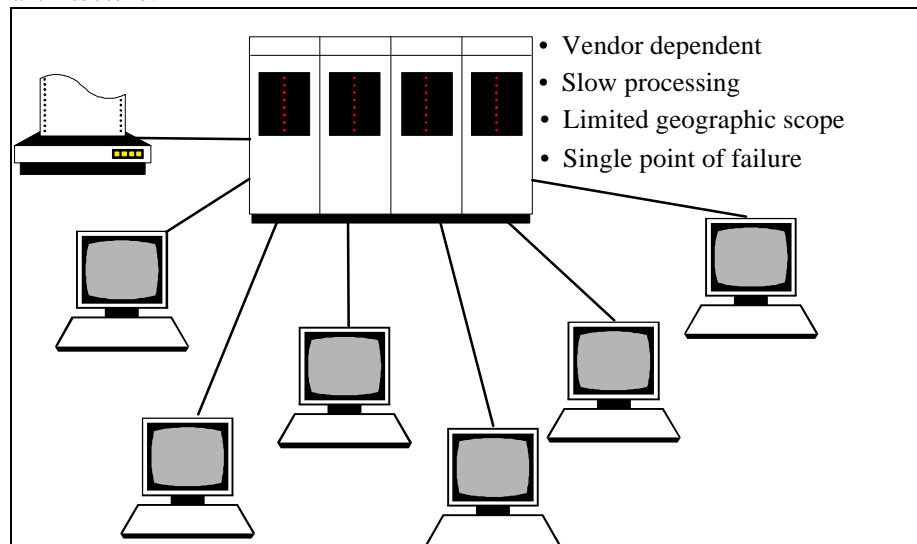 • Vendor dependent
• Slow processing
• Limited geographic scope
• Single point of failure